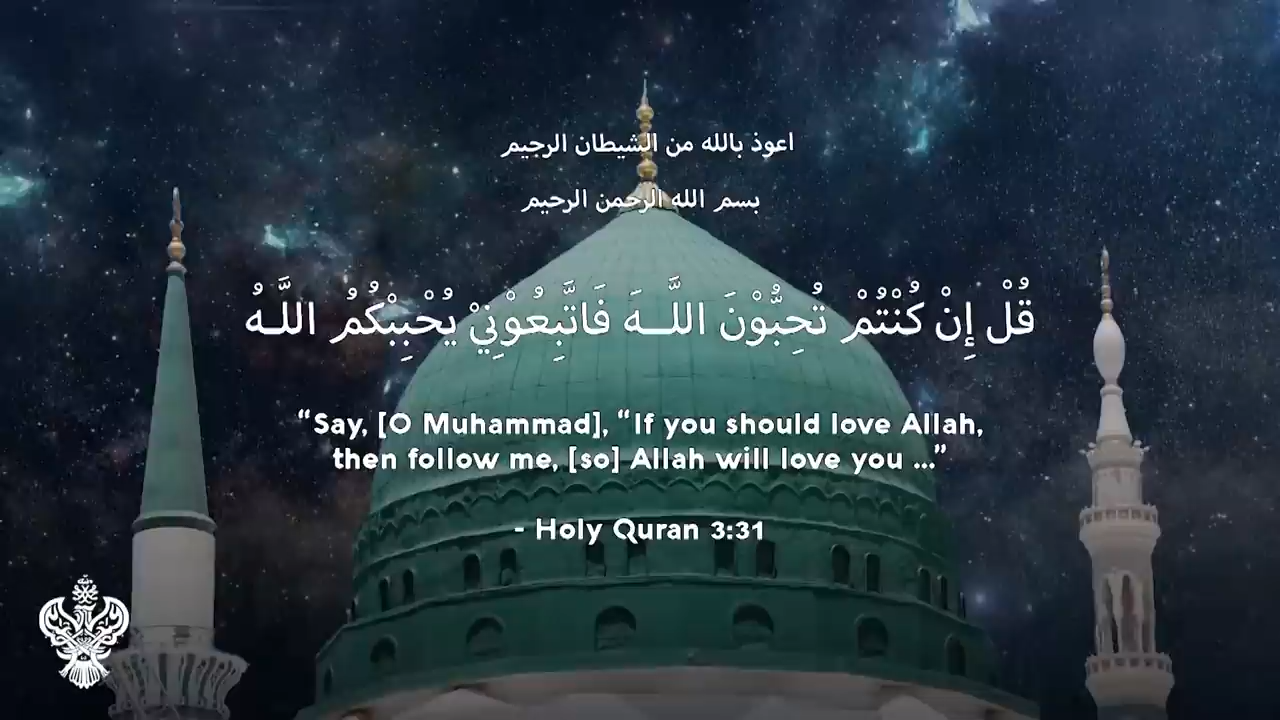 اعوذ بالله من الشيطان الرجيم
بسم الله الرحمن الرحيم
قُلْ إِنْ كُنْتُمْ تُحِبُّوْنَ اللَّـهَ فَاتَّبِعُوْنِيْ يُحْبِبْكُمُ اللَّـهُ
“Say, [O Muhammad], “If you should love Allah,
then follow me, [so] Allah will love you ...”
- Holy Quran 3:31